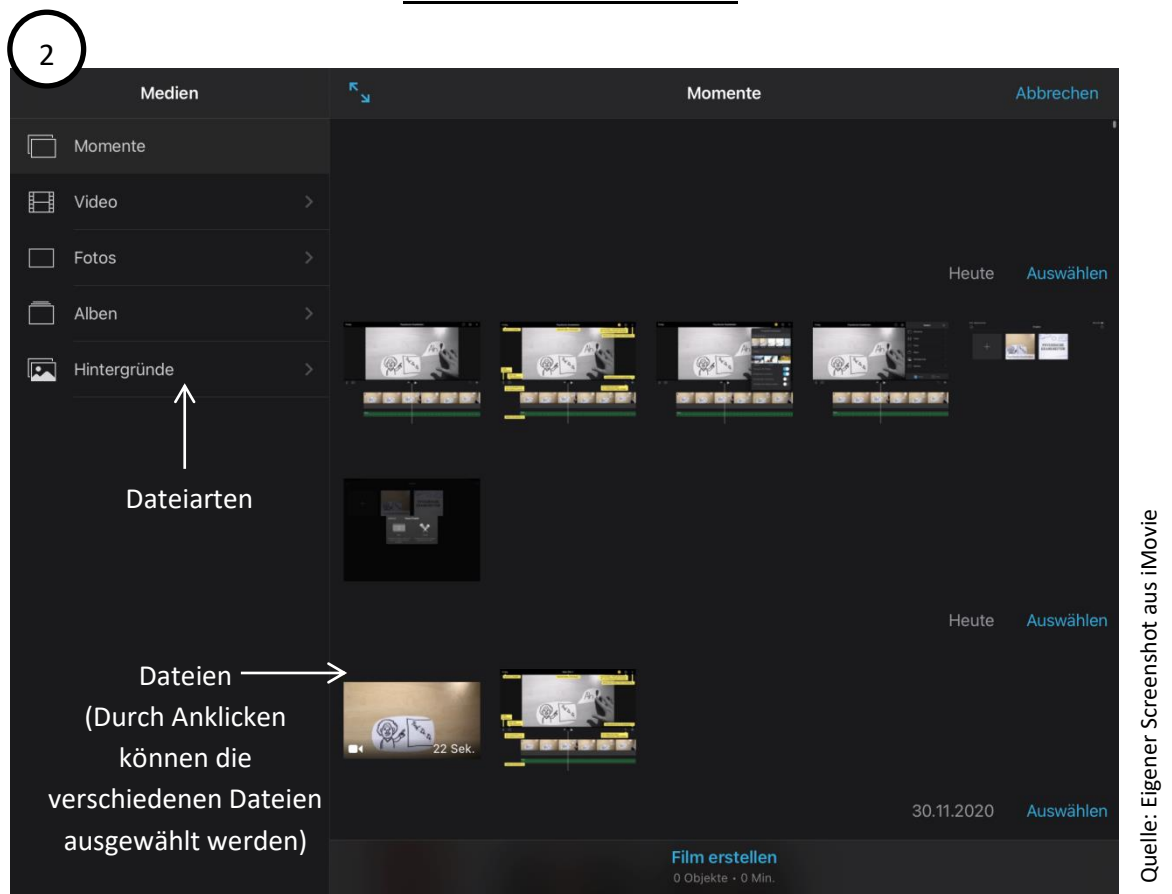 2
Medien
Momente
Abbrechen
Momente
Video
Fotos
Alben
Hintergründe
Dateiarten
Heute Auswählen
Heute Auswählen
Dateien
(Durch Anklicken
können die
verschiedenen Dateien
ausgewählt werden)
22 Sek.
30.11.2020 Auswählen
Film erstellen
0 Objekte • 0 Min.
Quelle: Eigener Screenshot aus iMovie